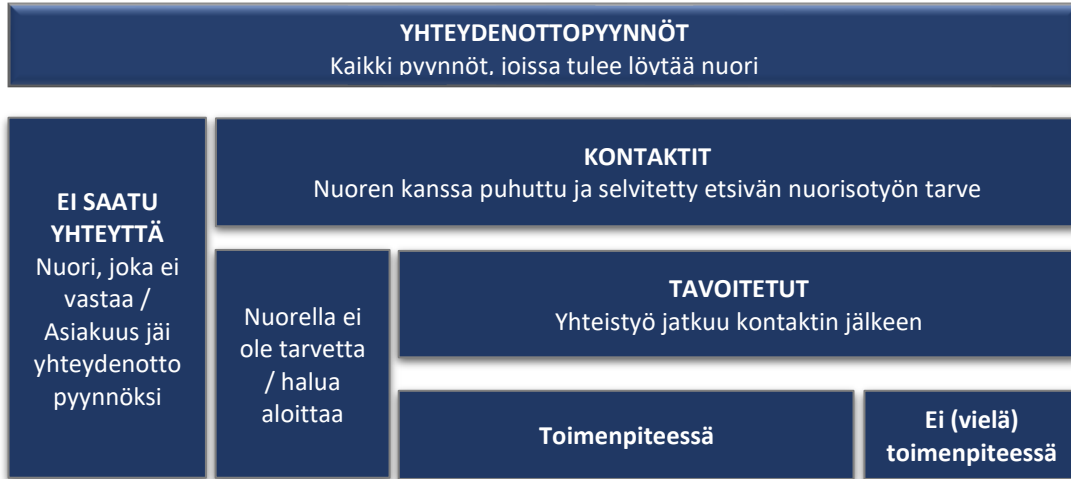 YHTEYDENOTTOPYYNNÖT
Kaikki pyynnöt, joissa tulee löytää nuori
EI SAATU
YHTEYTTÄ
Nuori, joka ei
vastaa /
Asiakuus jäi
yhteydenotto
pyynnöksi
KONTAKTIT
Nuoren kanssa puhuttu ja selvitetty etsivän nuorisotyön tarve
Nuorella ei
ole tarvetta
/ halua
aloittaa
TAVOITETUT
Yhteistyö jatkuu kontaktin jälkeen
Toimenpiteessä
Ei (vielä)
toimenpiteessä